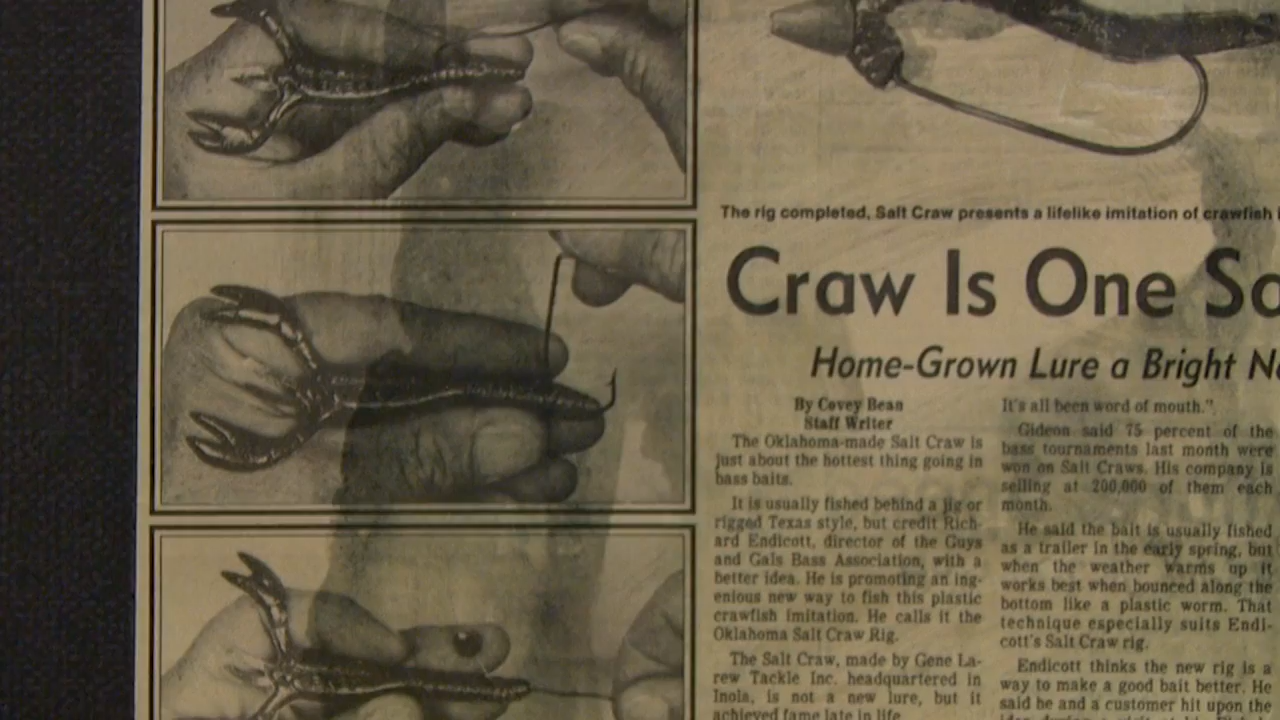 The rig completed, Salt Craw presents a lifelike imitation of crawfish
Craw Is One
Home-Grown Lure a Bright
By Covey Bean
Staff Writer
The Oklahoma-made Salt Craw is
just about the hottest thing going in
bass baits.
It is usually fished behind a jig or
rigged Texas style, but credit Rich-
ard Endicott, director of the Guys
and Gals Bass Association, with a
better idea. He is promoting an ing-
enious new way to fish this plastic
crawfish imitation. He calls it the
Oklahoma Salt Craw Rig.
The Salt Craw, made by Gene La-
rew Tackle Inc. headquartered in
Inola, is not a new lure, but it
achieved fame late in life.
It's all been word of mouth."
Gideon said 75 percent of the
bass tournaments last month were
won on Salt Craws. His company is
selling at 200,000 of them each
month.
He said the bait is usually fished
as a trailer in the early spring, but
when the weather warms up it
works best when bounced along the
bottom like a plastic worm. That
technique especially suits Endi-
cott's Salt Craw rig.
Endicott thinks the new rig is a
way to make a good bait better. He
said he and a customer hit upon the